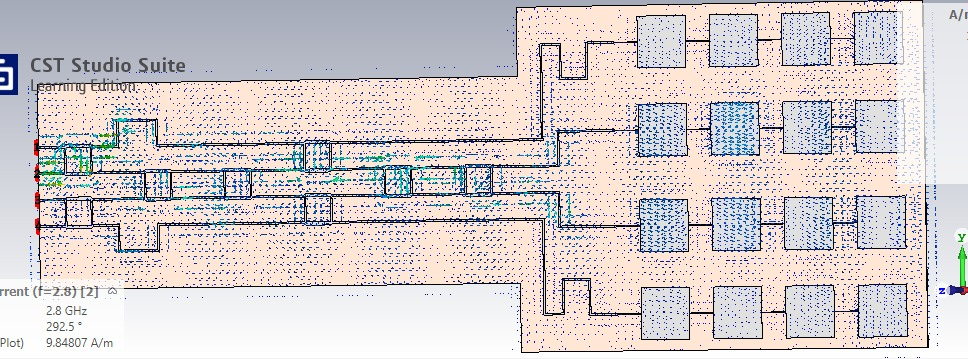 A/m
CST Studio Suite
Learning Edition
y
z
rrent (f=2.8) [2]
2.8 GHz
292.5 °
Plot) 9.84807 A/m